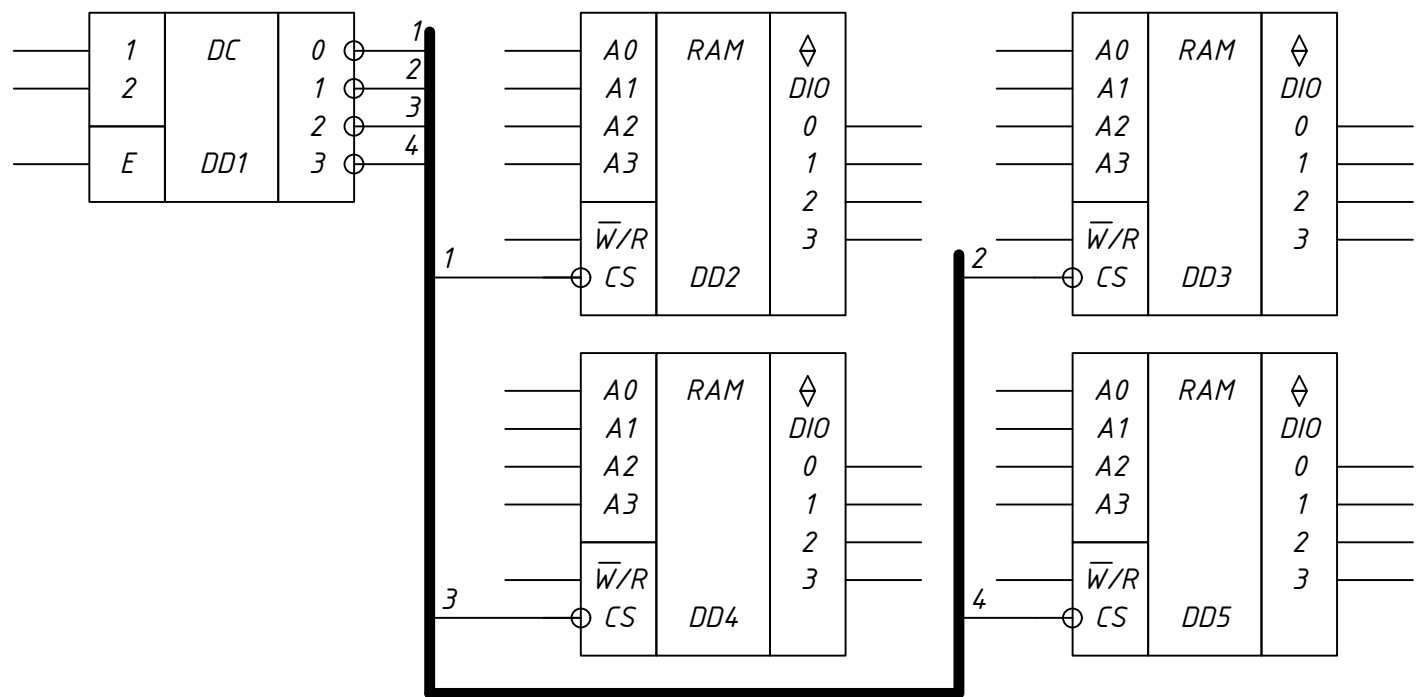 1 DC 0
2 1
2
E DD1 3
1
2
3
4
A0 RAM
A1 DIO
A2 0
A3 1
2
W̅/R 3
1 CS DD2
A0 RAM
A1 DIO
A2 0
A3 1
2
W̅/R 3
2 CS DD3
A0 RAM
A1 DIO
A2 0
A3 1
2
W̅/R 3
3 CS DD4
A0 RAM
A1 DIO
A2 0
A3 1
2
W̅/R 3
4 CS DD5